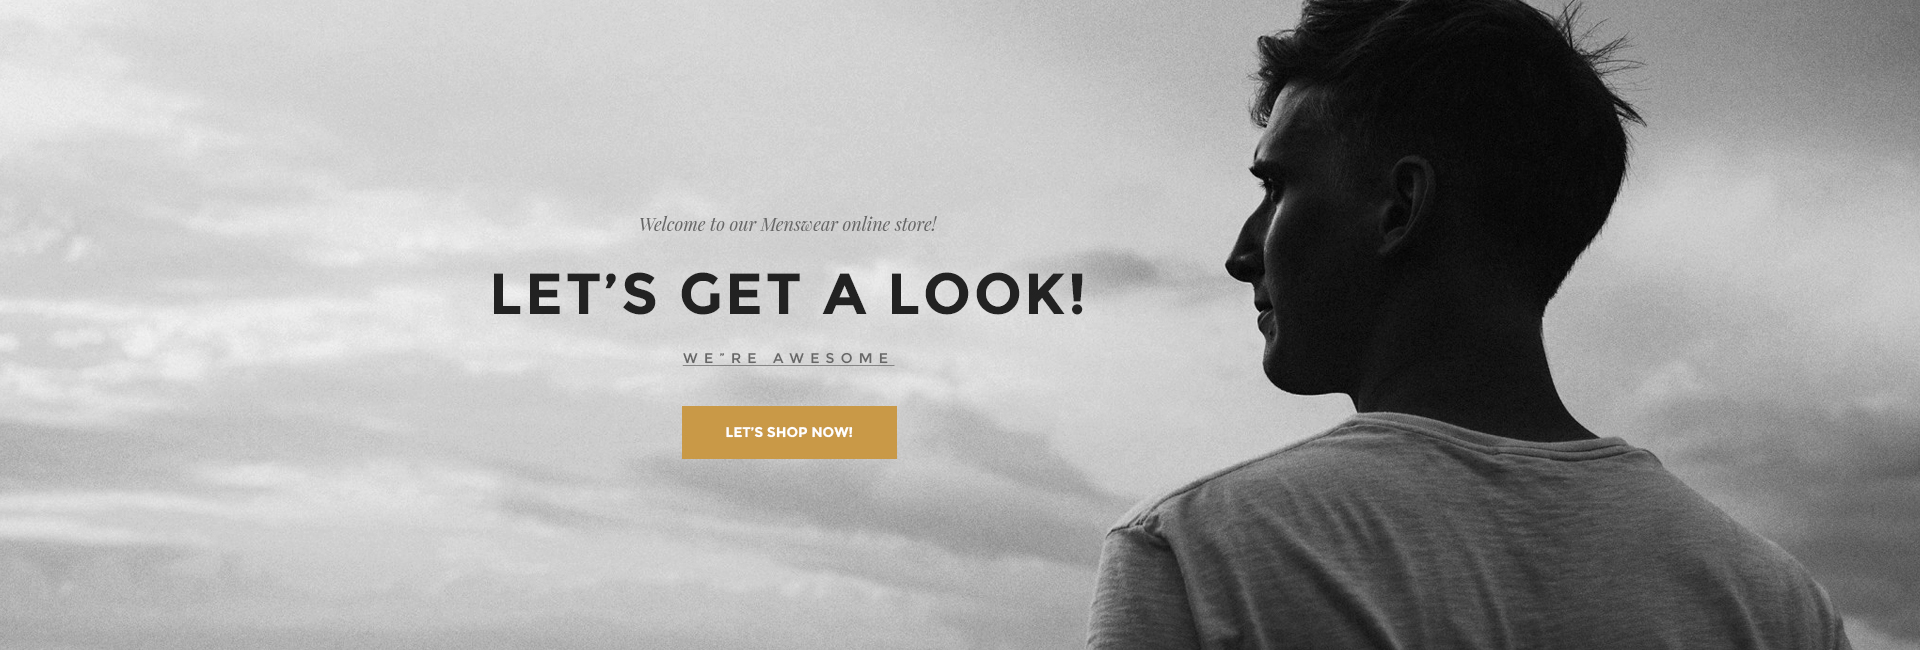 Welcome to our Menswear online store!
LET’S GET A LOOK!
WE”RE AWESOME
LET’S SHOP NOW!